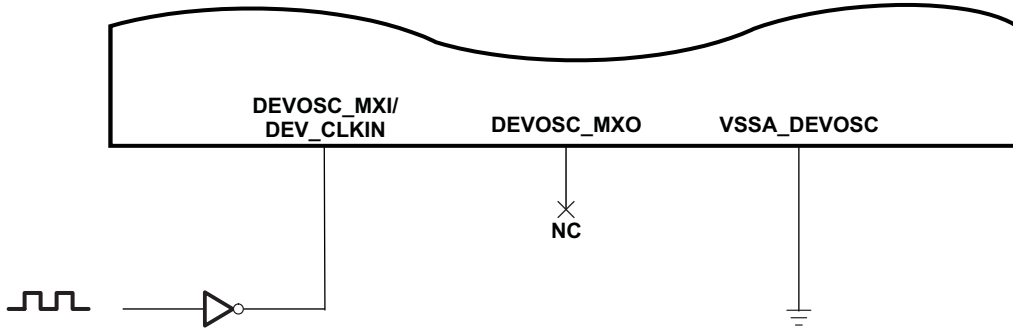 DEVOSC_MXI/
DEV_CLKIN
DEVOSC_MXO
VSSA_DEVOSC
NC